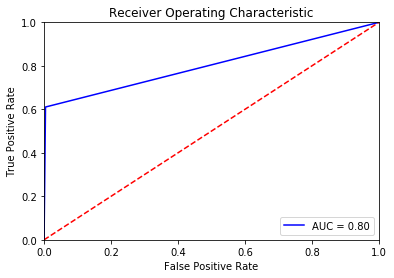 Receiver Operating Characteristic
1.0
0.8
0.6
0.4
0.2
0.0
True Positive Rate
AUC = 0.80
0.0 0.2 0.4 0.6 0.8 1.0
False Positive Rate